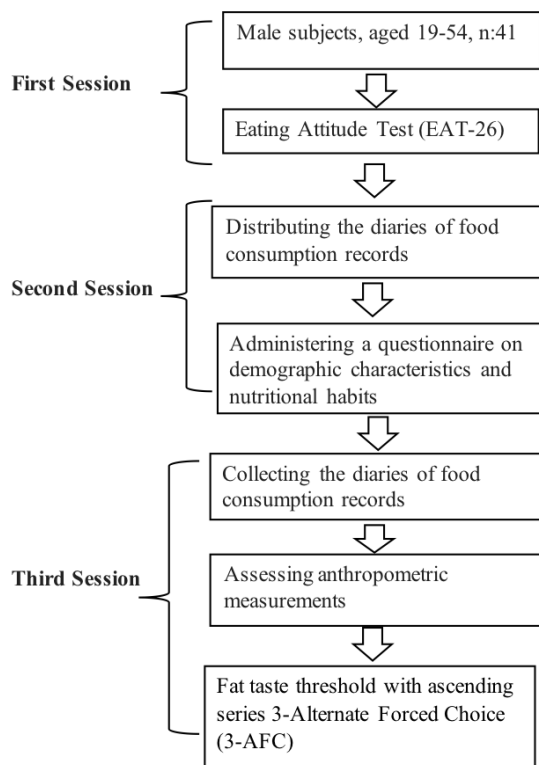 First Session
Male subjects, aged 19-54, n:41
Eating Attitude Test (EAT-26)
Second Session
Distributing the diaries of food
consumption records
Administering a questionnaire on
demographic characteristics and
nutritional habits
Third Session
Collecting the diaries of food
consumption records
Assessing anthropometric
measurements
Fat taste threshold with ascending
series 3-Alternate Forced Choice
(3-AFC)